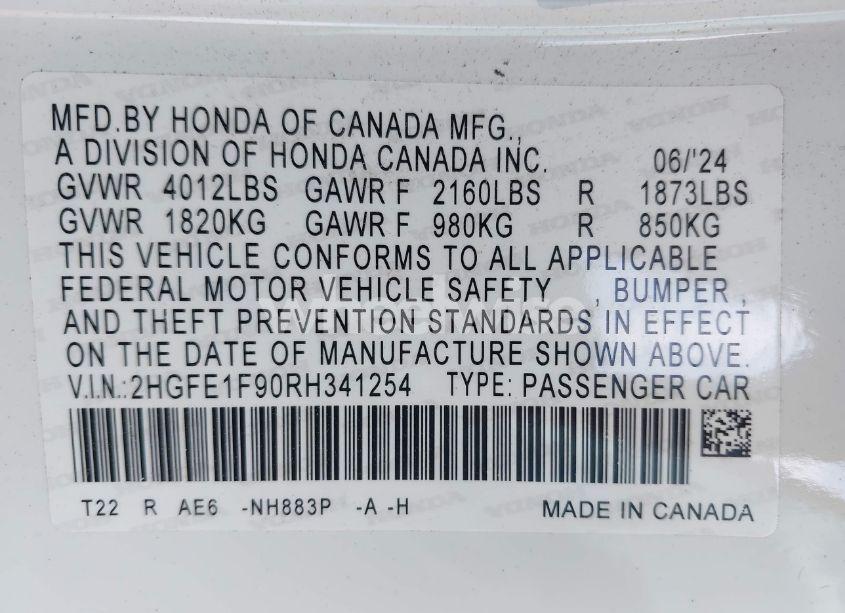 MFD.BY HONDA OF CANADA MFG.,
A DIVISION OF HONDA CANADA INC. 06/'24
GVWR 4012LBS GAWR F 2160LBS R 1873LBS
GVWR 1820KG GAWR F 980KG R 850KG
THIS VEHICLE CONFORMS TO ALL APPLICABLE
FEDERAL MOTOR VEHICLE SAFETY , BUMPER ,
AND THEFT PREVENTION STANDARDS IN EFFECT
ON THE DATE OF MANUFACTURE SHOWN ABOVE.
V.I.N.:2HGFE1F90RH341254 TYPE: PASSENGER CAR
T22 R AE6 -NH883P -A -H MADE IN CANADA